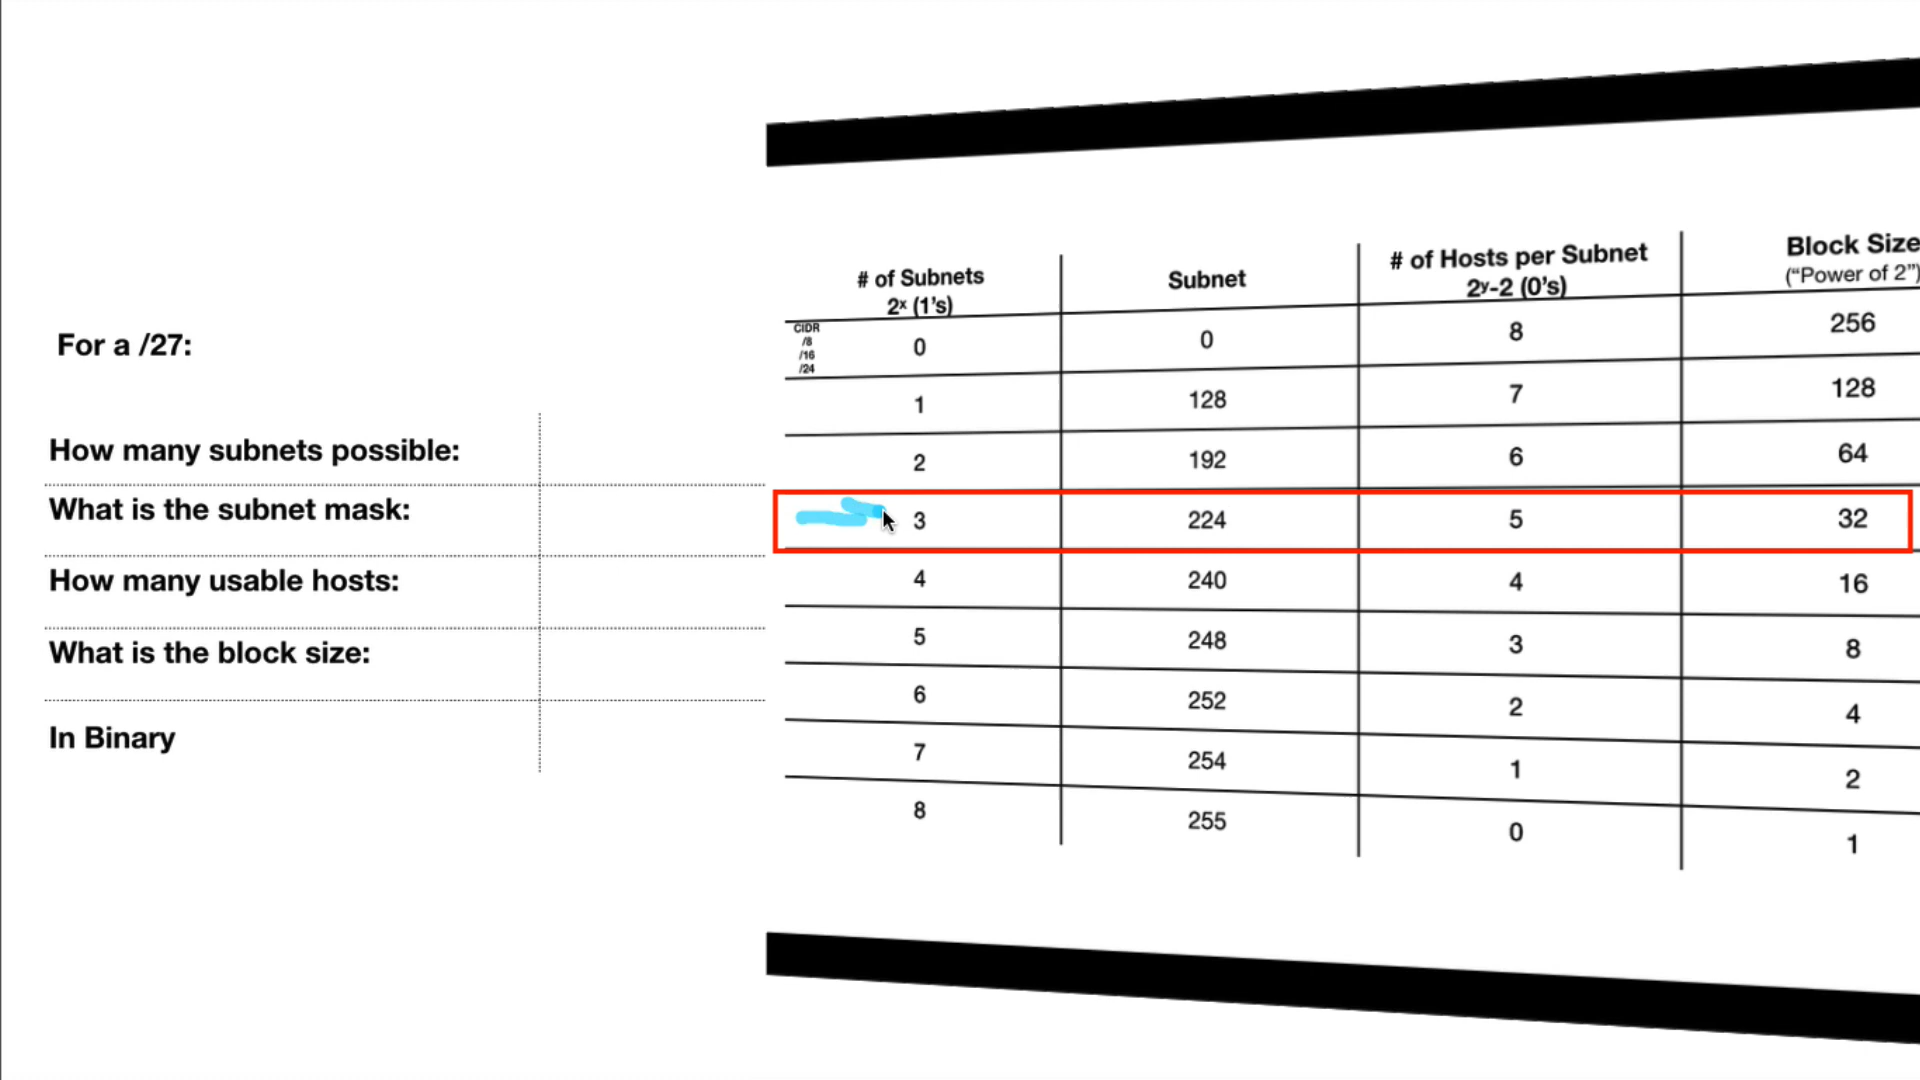 For a /27:
How many subnets possible:
What is the subnet mask:
How many usable hosts:
What is the block size:
In Binary
# of Subnets
2ˣ (1's)
Subnet
# of Hosts per Subnet
2ʸ-2 (0's)
Block Size
("Power of 2")
CIDR
/8
/16
/24
0 0 8 256
1 128 7 128
2 192 6 64
3 224 5 32
4 240 4 16
5 248 3 8
6 252 2 4
7 254 1 2
8 255 0 1